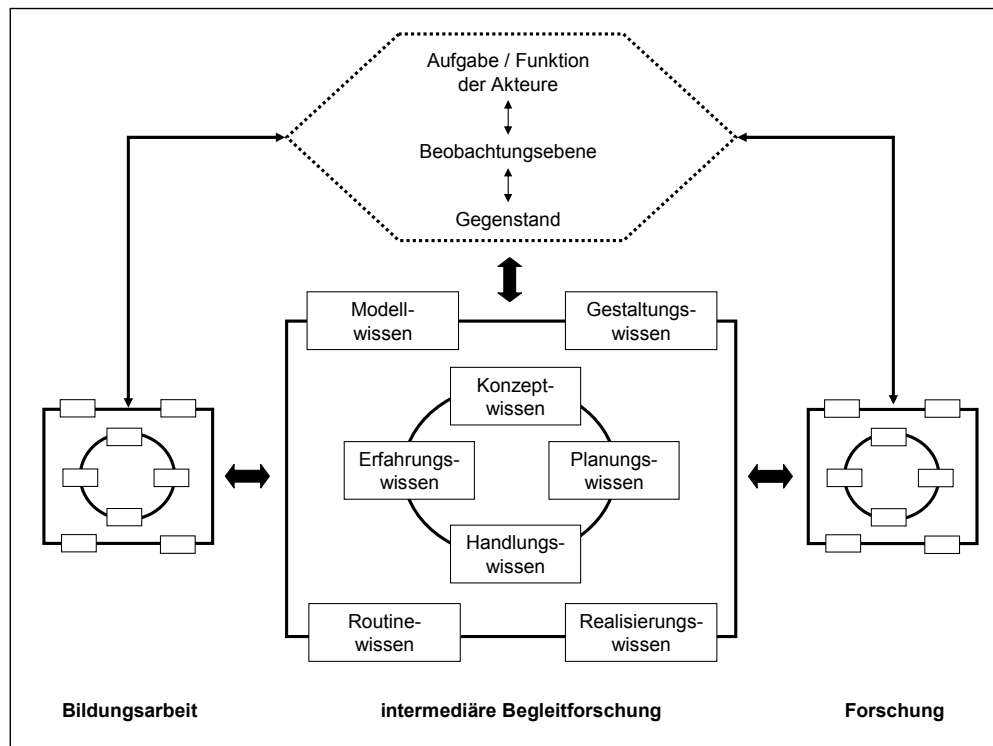 Aufgabe / Funktion
der Akteure
Beobachtungsebene
Gegenstand
Modell-
wissen
Gestaltungs-
wissen
Konzept-
wissen
Erfahrungs-
wissen
Planungs-
wissen
Handlungs-
wissen
Routine-
wissen
Realisierungs-
wissen
Bildungsarbeit
intermediäre Begleitforschung
Forschung